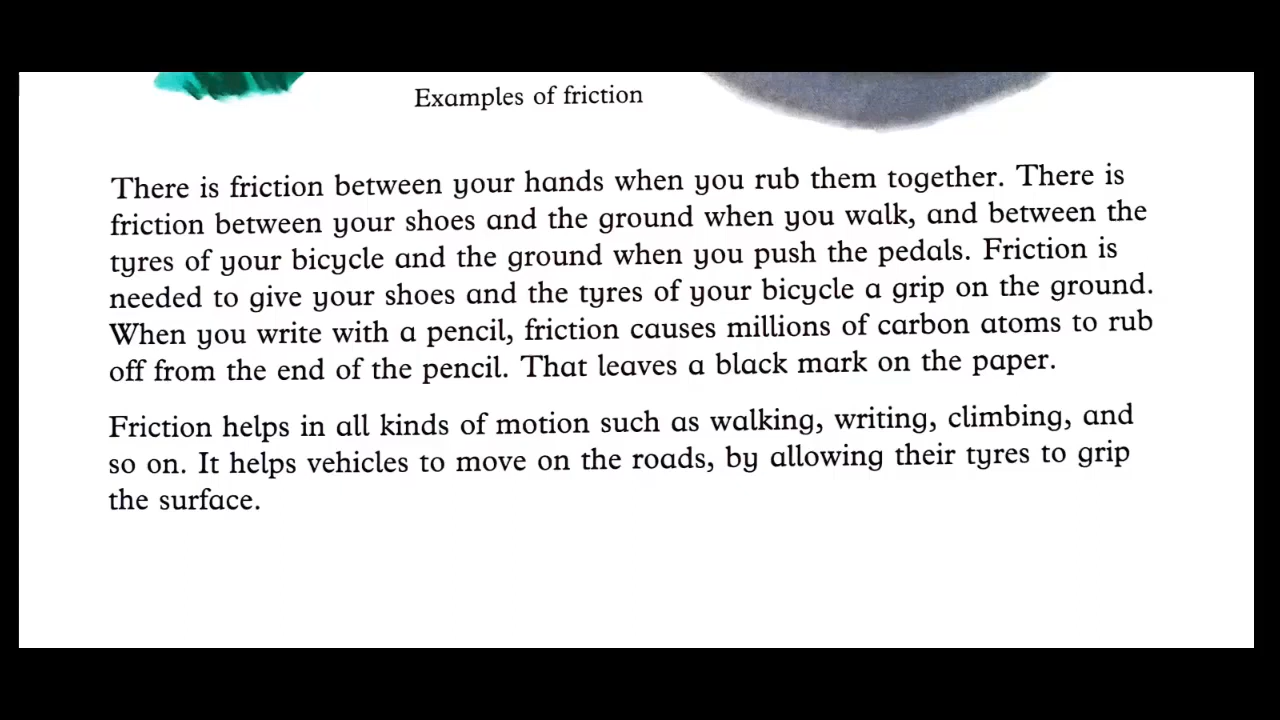 Examples of friction
There is friction between your hands when you rub them together. There is
friction between your shoes and the ground when you walk, and between the
tyres of your bicycle and the ground when you push the pedals. Friction is
needed to give your shoes and the tyres of your bicycle a grip on the ground.
When you write with a pencil, friction causes millions of carbon atoms to rub
off from the end of the pencil. That leaves a black mark on the paper.
Friction helps in all kinds of motion such as walking, writing, climbing, and
so on. It helps vehicles to move on the roads, by allowing their tyres to grip
the surface.